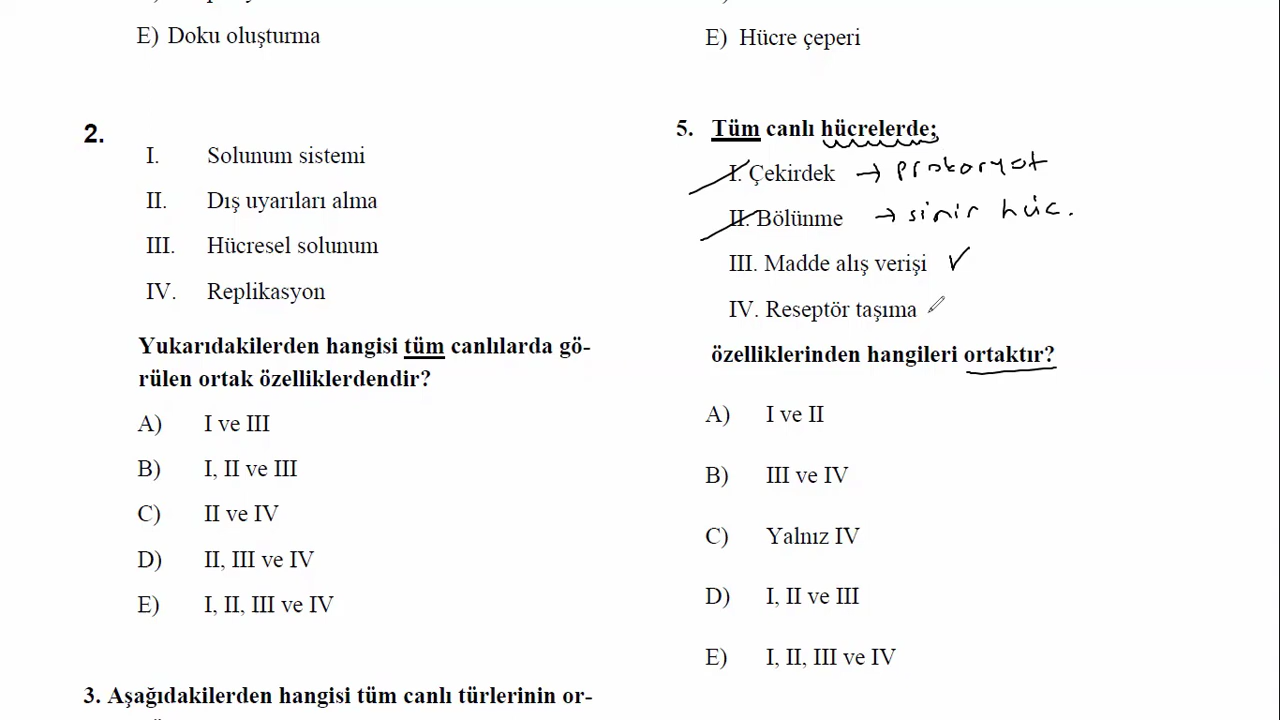 E) Doku oluşturma
2.
I. Solunum sistemi
II. Dış uyarıları alma
III. Hücresel solunum
IV. Replikasyon
Yukarıdakilerden hangisi tüm canlılarda gö-
rülen ortak özelliklerdendir?
A) I ve III
B) I, II ve III
C) II ve IV
D) II, III ve IV
E) I, II, III ve IV
3. Aşağıdakilerden hangisi tüm canlı türlerinin or-
E) Hücre çeperi
5. Tüm canlı hücrelerde;
I. Çekirdek → prokaryot
II. Bölünme → sinir hüc.
III. Madde alış verişi ✓
IV. Reseptör taşıma
özelliklerinden hangileri ortaktır?
A) I ve II
B) III ve IV
C) Yalnız IV
D) I, II ve III
E) I, II, III ve IV